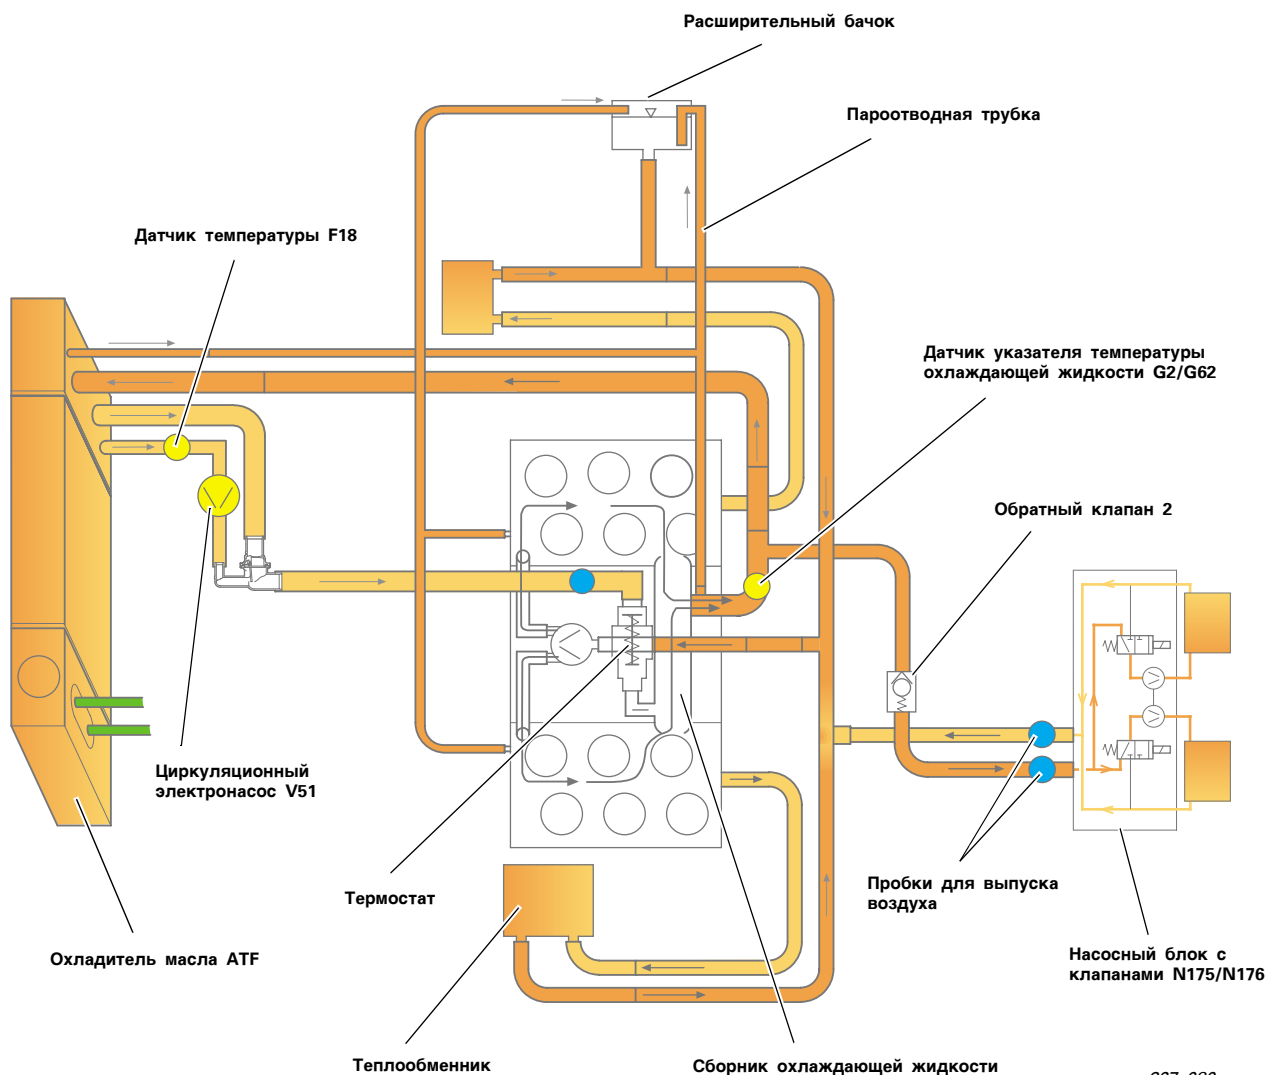 Расширительный бачок
Пароотводная трубка
Датчик температуры F18
Датчик указателя температуры
охлаждающей жидкости G2/G62
Обратный клапан 2
Циркуляционный
электронасос V51
Термостат
Пробки для выпуска
воздуха
Охладитель масла ATF
Насосный блок с
клапанами N175/N176
Теплообменник
Сборник охлаждающей жидкости